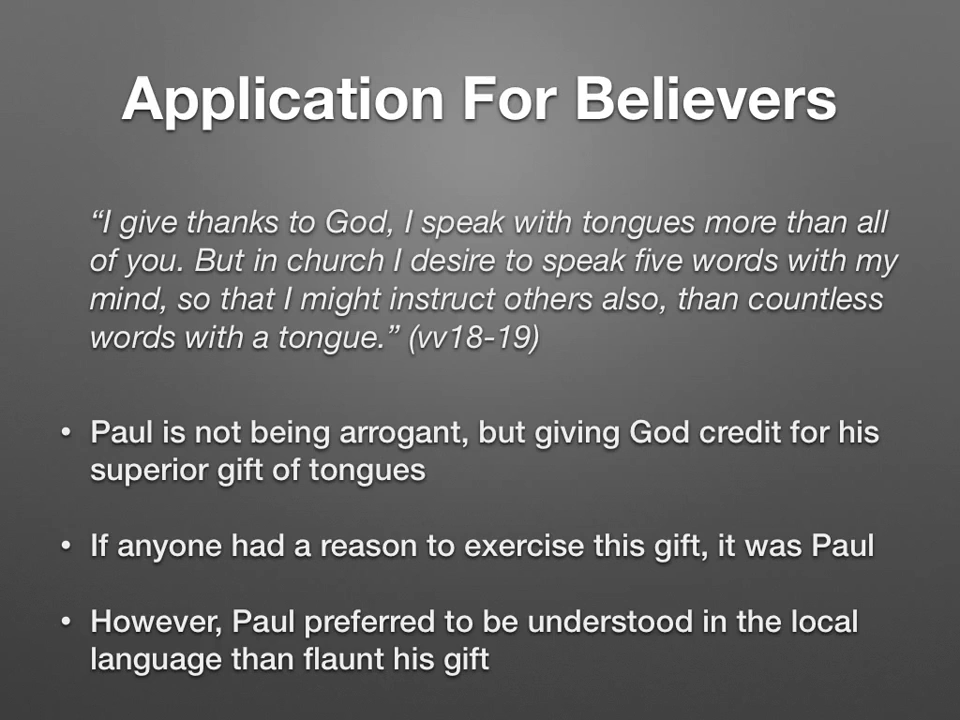 Application For Believers
“I give thanks to God, I speak with tongues more than all
of you. But in church I desire to speak five words with my
mind, so that I might instruct others also, than countless
words with a tongue.” (vv18-19)
• Paul is not being arrogant, but giving God credit for his
superior gift of tongues
• If anyone had a reason to exercise this gift, it was Paul
• However, Paul preferred to be understood in the local
language than flaunt his gift